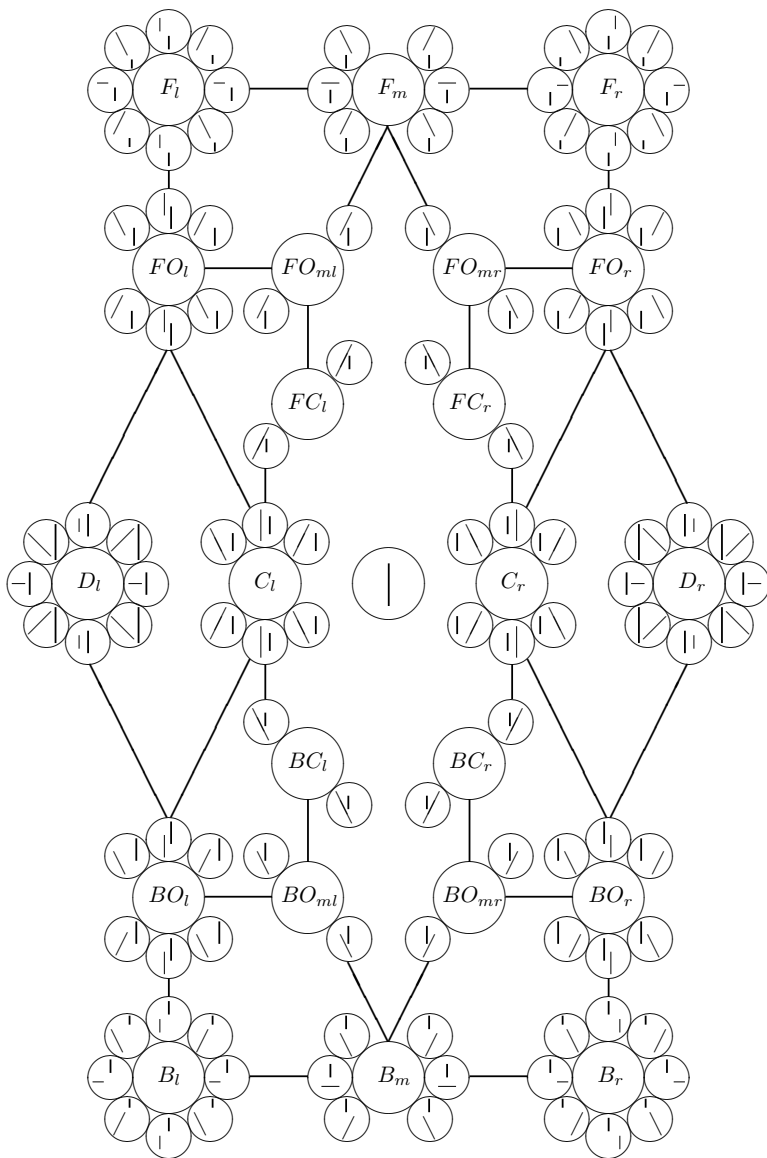 F_l F_m F_r
FO_l FO_ml FO_mr FO_r
FC_l FC_r
D_l C_l C_r D_r
BC_l BC_r
BO_l BO_ml BO_mr BO_r
B_l B_m B_r